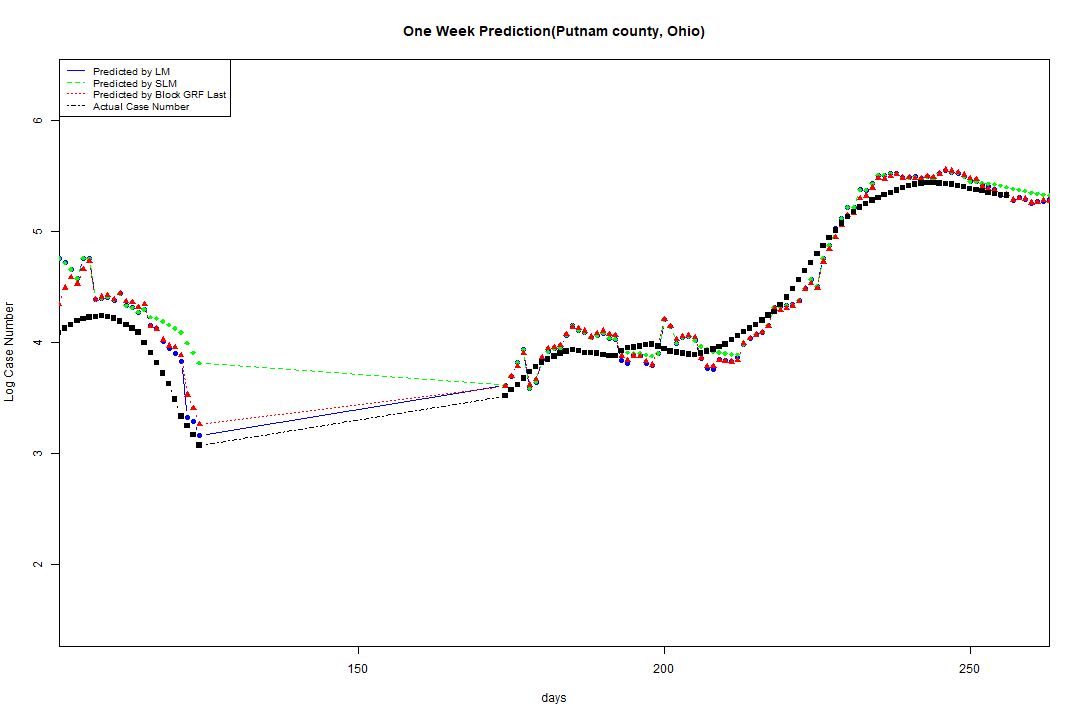 One Week Prediction(Putnam county, Ohio)
Predicted by LM
Predicted by SLM
Predicted by Block GRF Last
Actual Case Number
6
5
4
3
2
Log Case Number
150
200
250
days